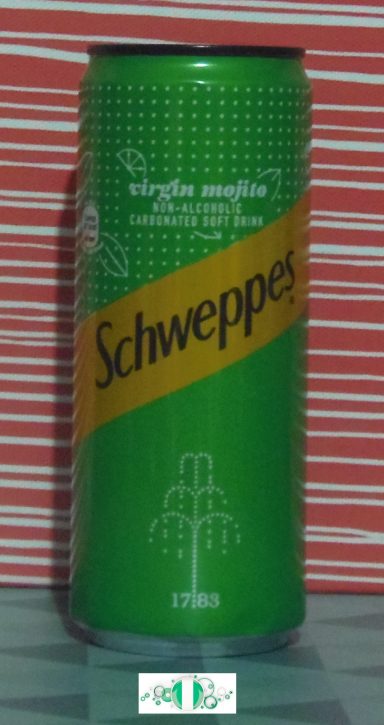 virgin mojito
NON-ALCOHOLIC
CARBONATED SOFT DRINK
Schweppes
1783